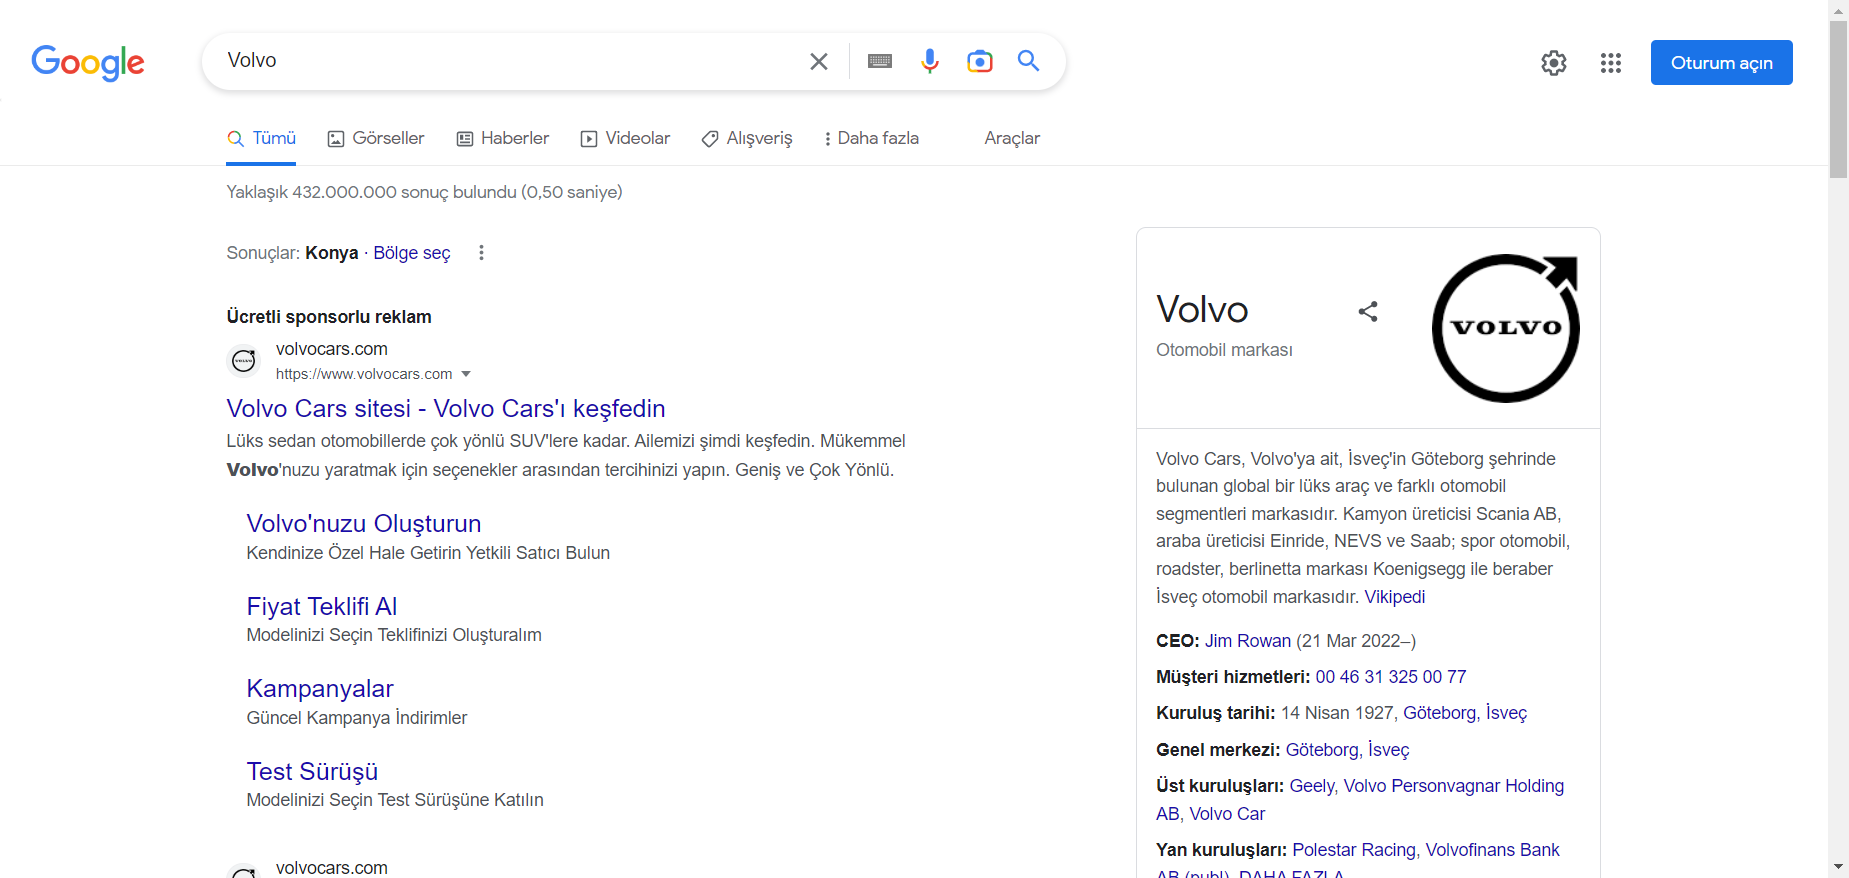 Google
Volvo
Oturum açın
Tümü
Görseller
Haberler
Videolar
Alışveriş
Daha fazla
Araçlar
Yaklaşık 432.000.000 sonuç bulundu (0,50 saniye)
Sonuçlar: Konya · Bölge seç
Ücretli sponsorlu reklam
volvocars.com
https://www.volvocars.com
Volvo Cars sitesi - Volvo Cars'ı keşfedin
Lüks sedan otomobillerde çok yönlü SUV'lere kadar. Ailemizi şimdi keşfedin. Mükemmel
Volvo'nuzu yaratmak için seçenekler arasından tercihinizi yapın. Geniş ve Çok Yönlü.
Volvo'nuzu Oluşturun
Kendinize Özel Hale Getirin Yetkili Satıcı Bulun
Fiyat Teklifi Al
Modelinizi Seçin Teklifinizi Oluşturalım
Kampanyalar
Güncel Kampanya İndirimler
Test Sürüşü
Modelinizi Seçin Test Sürüşüne Katılın
volvocars.com
Volvo
Otomobil markası
VOLVO
Volvo Cars, Volvo'ya ait, İsveç'in Göteborg şehrinde
bulunan global bir lüks araç ve farklı otomobil
segmentleri markasıdır. Kamyon üreticisi Scania AB,
araba üreticisi Einride, NEVS ve Saab; spor otomobil,
roadster, berlinetta markası Koenigsegg ile beraber
İsveç otomobil markasıdır. Vikipedi
CEO: Jim Rowan (21 Mar 2022–)
Müşteri hizmetleri: 00 46 31 325 00 77
Kuruluş tarihi: 14 Nisan 1927, Göteborg, İsveç
Genel merkezi: Göteborg, İsveç
Üst kuruluşları: Geely, Volvo Personvagnar Holding
AB, Volvo Car
Yan kuruluşları: Polestar Racing, Volvofinans Bank
AB (publ), DAHA FAZLA